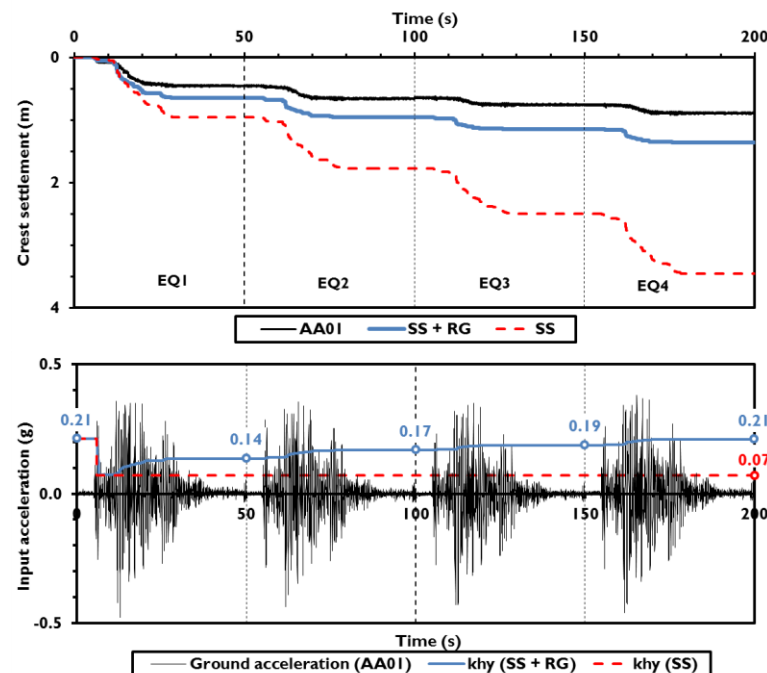 Time (s)
0 50 100 150 200
0
2
4
Crest settlement (m)
EQ1 EQ2 EQ3 EQ4
AA01 SS + RG SS
0.5
0.0
-0.5
Input acceleration (g)
0.21 0.14 0.17 0.19 0.21
0.07
0 50 100 150 200
Time (s)
Ground acceleration (AA01) khy (SS + RG) khy (SS)